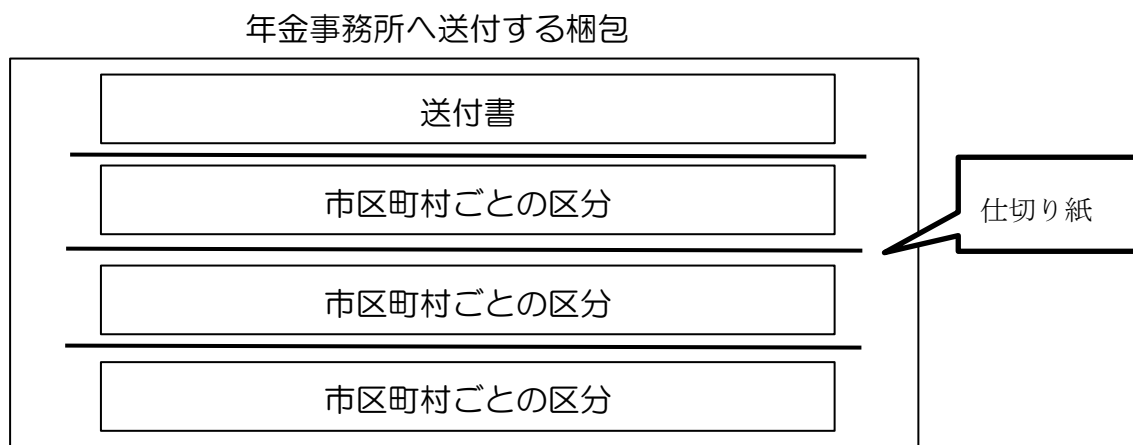 年金事務所へ送付する梱包
送付書
市区町村ごとの区分
仕切り紙
市区町村ごとの区分
市区町村ごとの区分